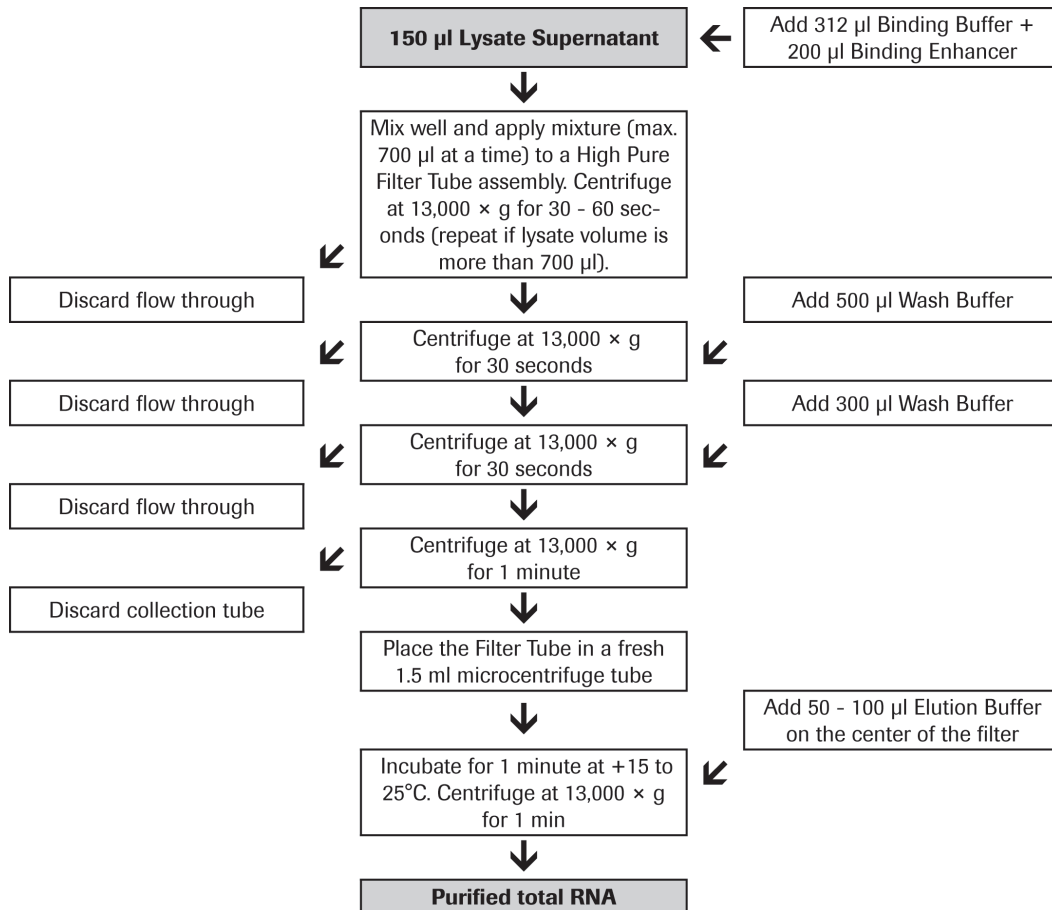 150 µl Lysate Supernatant
Add 312 µl Binding Buffer +
200 µl Binding Enhancer
Mix well and apply mixture (max.
700 µl at a time) to a High Pure
Filter Tube assembly. Centrifuge
at 13,000 × g for 30 - 60 sec-
onds (repeat if lysate volume is
more than 700 µl).
Discard flow through
Add 500 µl Wash Buffer
Centrifuge at 13,000 × g
for 30 seconds
Discard flow through
Add 300 µl Wash Buffer
Centrifuge at 13,000 × g
for 30 seconds
Discard flow through
Centrifuge at 13,000 × g
for 1 minute
Discard collection tube
Place the Filter Tube in a fresh
1.5 ml microcentrifuge tube
Add 50 - 100 µl Elution Buffer
on the center of the filter
Incubate for 1 minute at +15 to
25°C. Centrifuge at 13,000 × g
for 1 min
Purified total RNA